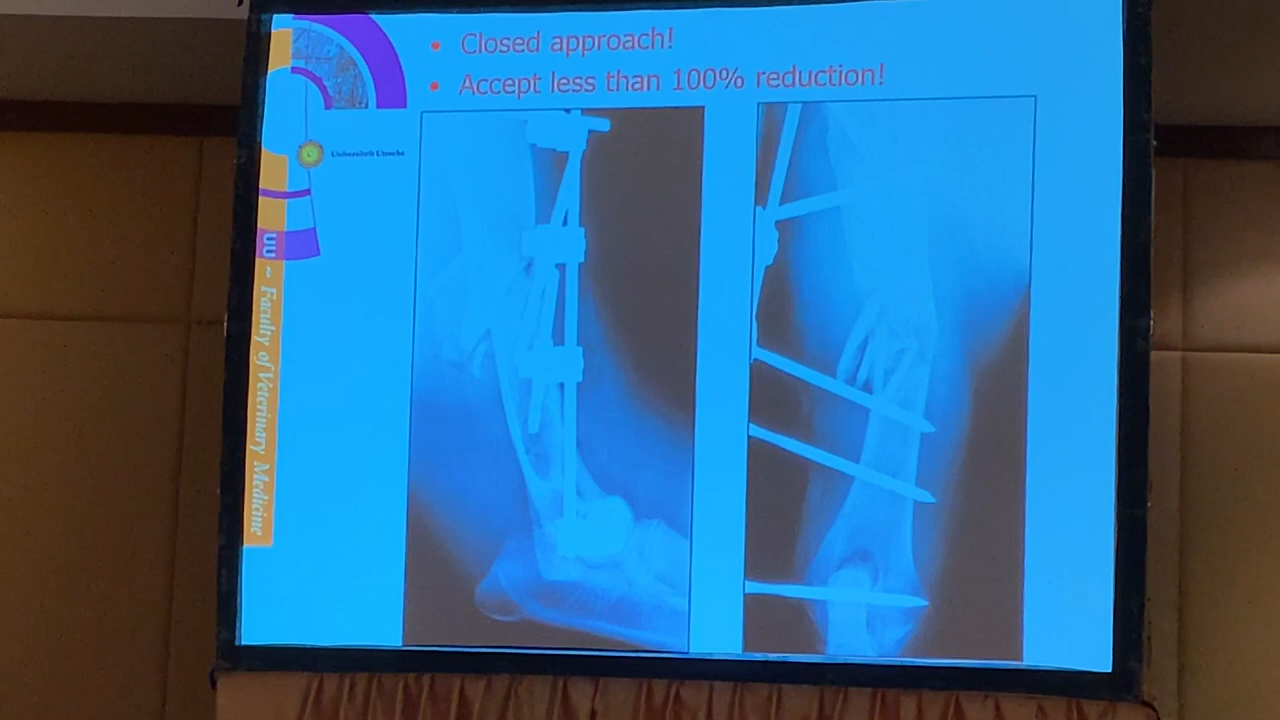 • Closed approach!
• Accept less than 100% reduction!
Universiteit Utrecht
UU ~ Faculty of Veterinary Medicine